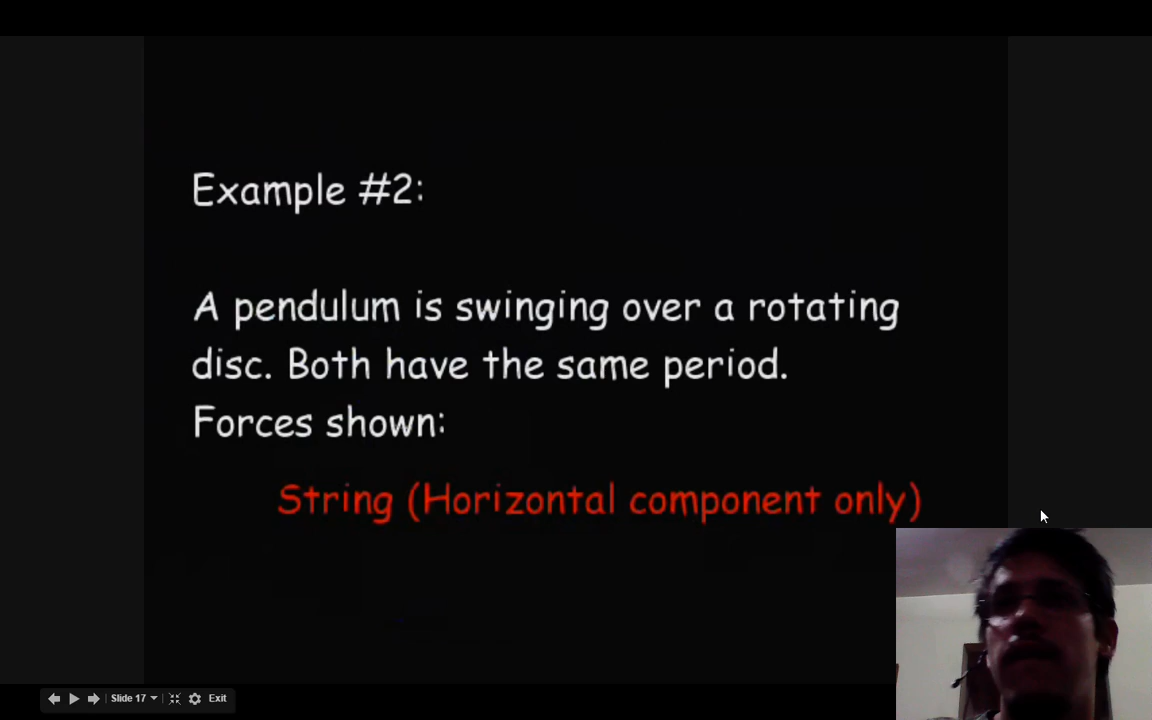 Example #2:
A pendulum is swinging over a rotating
disc. Both have the same period.
Forces shown:
String (Horizontal component only)
Slide 17
Exit